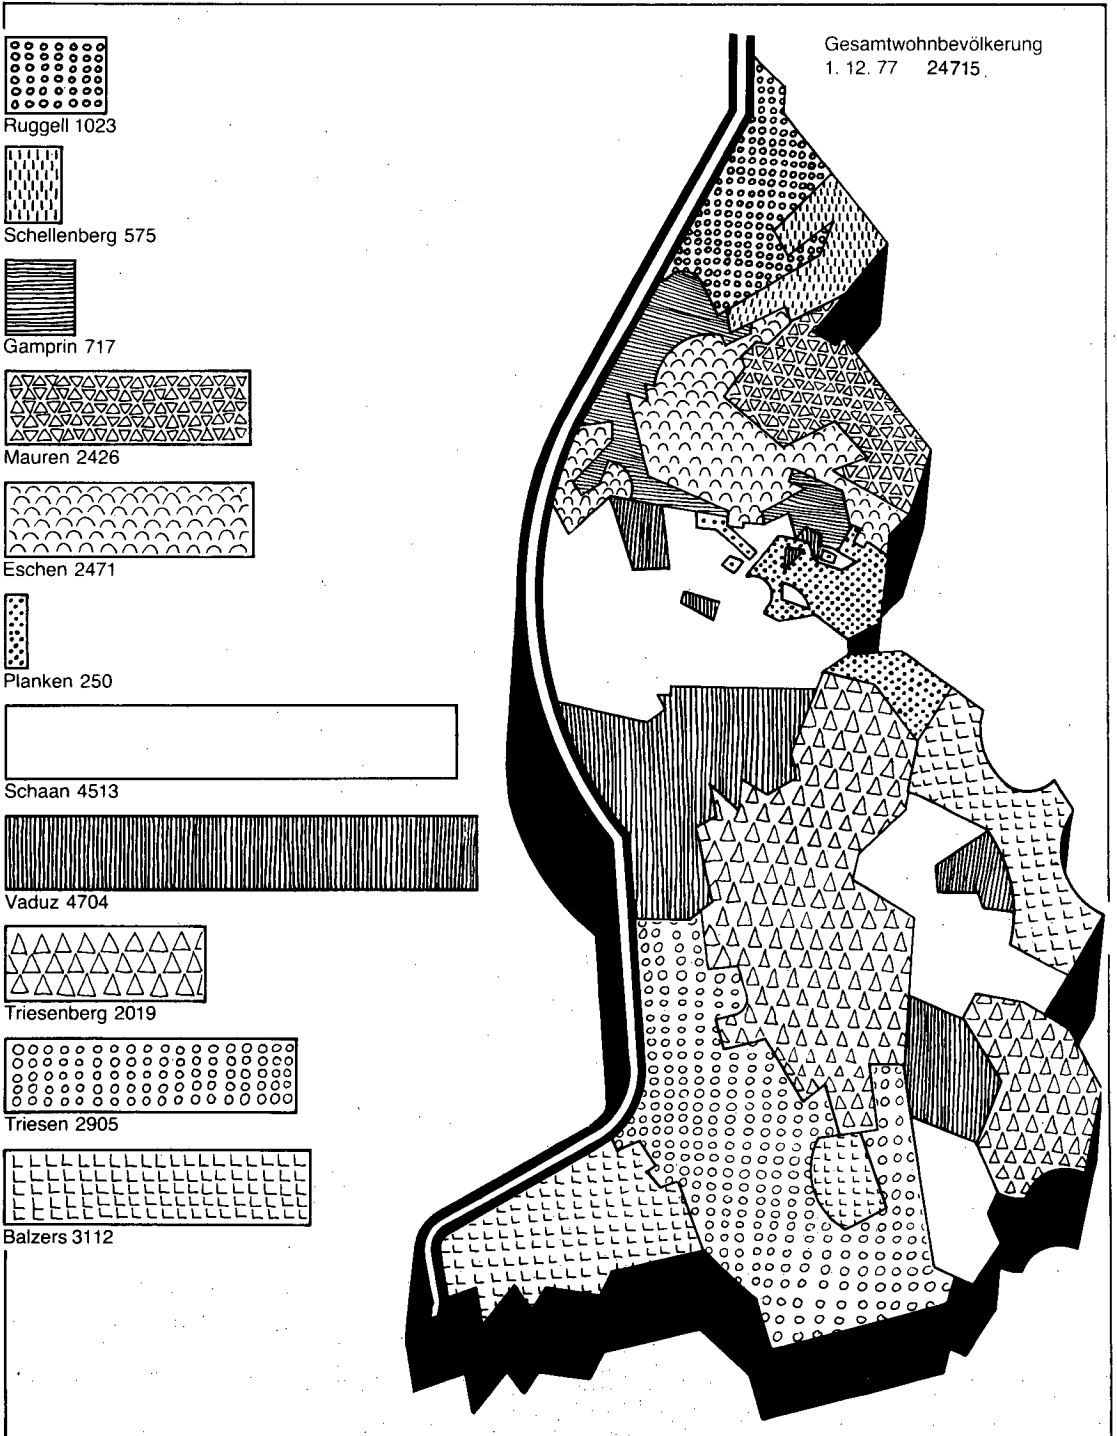 Gesamtwohnbevölkerung
1. 12. 77 24715
Ruggell 1023
Schellenberg 575
Gamprin 717
Mauren 2426
Eschen 2471
Planken 250
Schaan 4513
Vaduz 4704
Triesenberg 2019
Triesen 2905
Balzers 3112